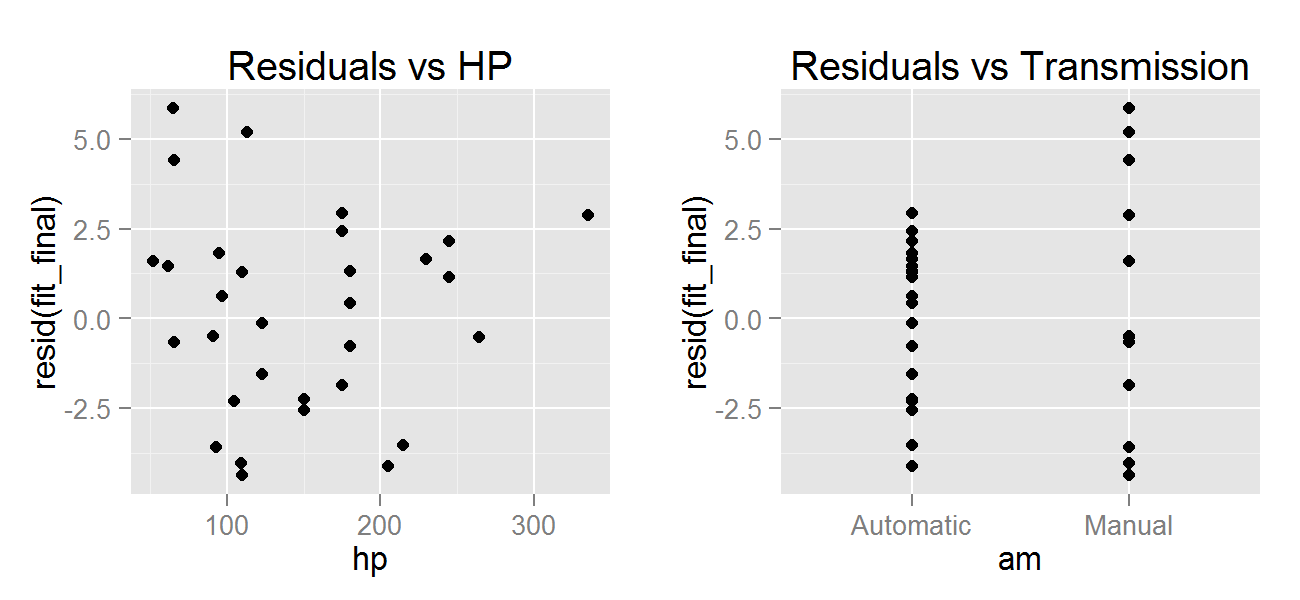 Residuals vs HP
5.0
2.5
0.0
-2.5
resid(fit_final)
100 200 300
hp
Residuals vs Transmission
5.0
2.5
0.0
-2.5
resid(fit_final)
Automatic Manual
am